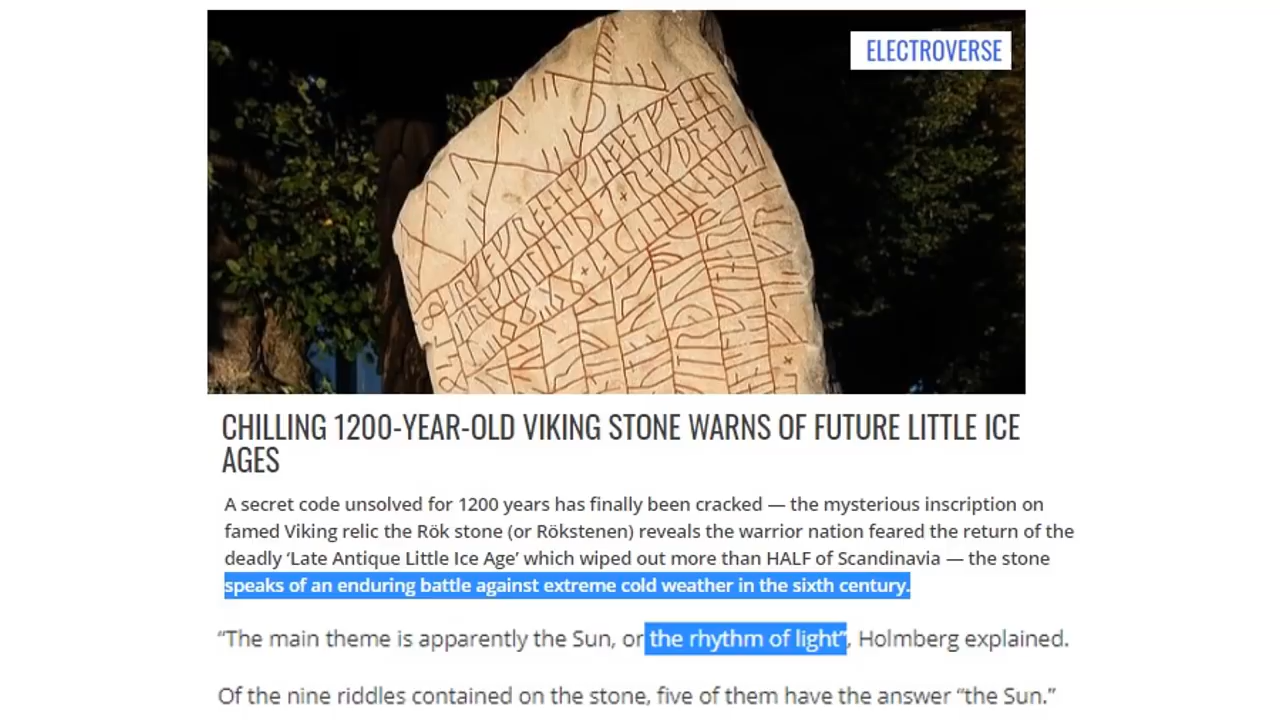 ELECTROVERSE
CHILLING 1200-YEAR-OLD VIKING STONE WARNS OF FUTURE LITTLE ICE
AGES
A secret code unsolved for 1200 years has finally been cracked — the mysterious inscription on
famed Viking relic the Rök stone (or Rökstenen) reveals the warrior nation feared the return of the
deadly ‘Late Antique Little Ice Age’ which wiped out more than HALF of Scandinavia — the stone
speaks of an enduring battle against extreme cold weather in the sixth century.
“The main theme is apparently the Sun, or the rhythm of light”, Holmberg explained.
Of the nine riddles contained on the stone, five of them have the answer “the Sun.”